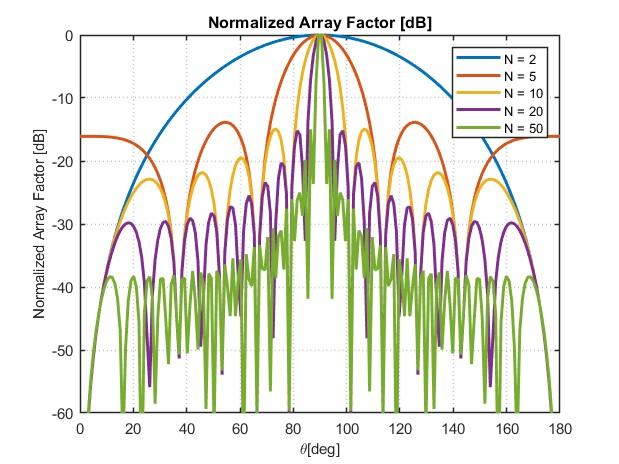 Normalized Array Factor [dB]
Normalized Array Factor [dB]
0
-10
-20
-30
-40
-50
-60
N = 2
N = 5
N = 10
N = 20
N = 50
0 20 40 60 80 100 120 140 160 180
θ[deg]